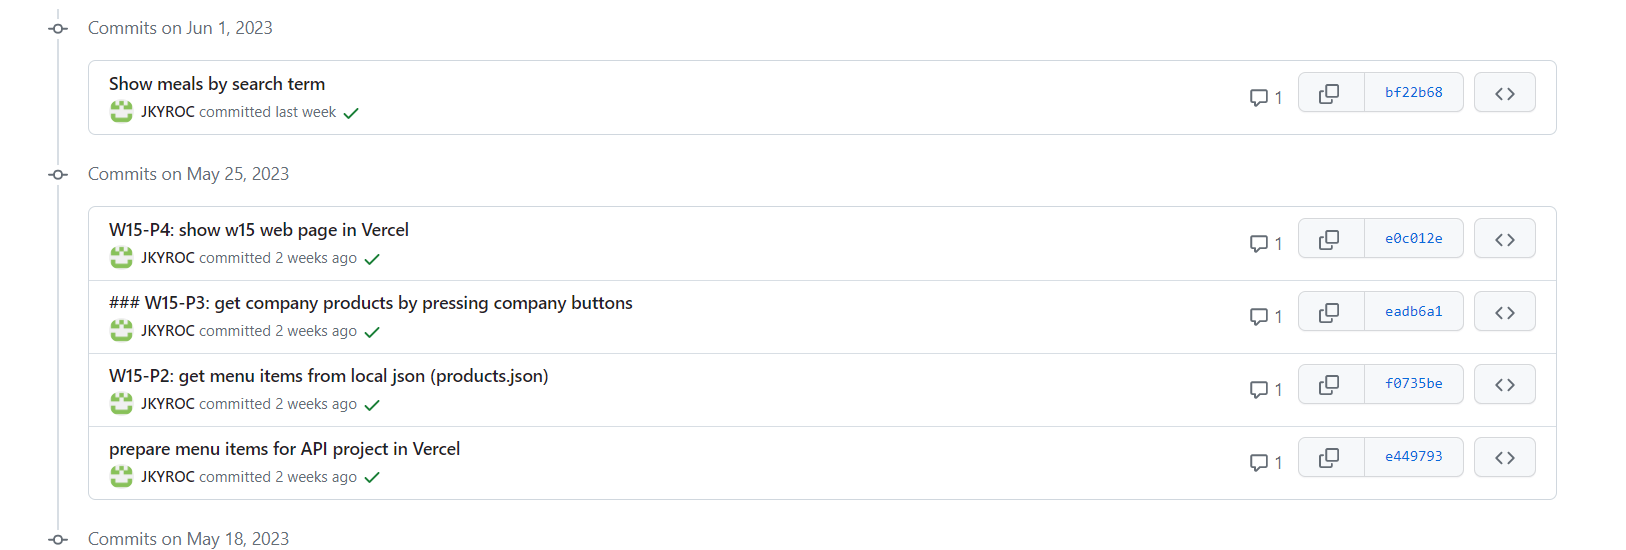 Commits on Jun 1, 2023
Show meals by search term
JKYROC committed last week
1
bf22b68
Commits on May 25, 2023
W15-P4: show w15 web page in Vercel
JKYROC committed 2 weeks ago
1
e0c012e
### W15-P3: get company products by pressing company buttons
JKYROC committed 2 weeks ago
1
eadb6a1
W15-P2: get menu items from local json (products.json)
JKYROC committed 2 weeks ago
1
f0735be
prepare menu items for API project in Vercel
JKYROC committed 2 weeks ago
1
e449793
Commits on May 18, 2023